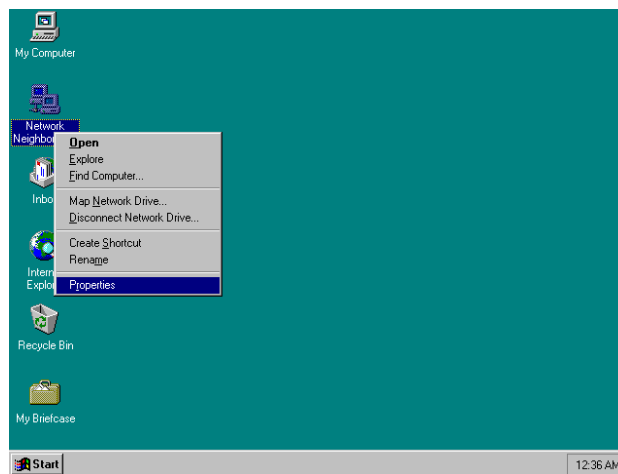 My Computer
Network
Neighbo
Open
Explore
Find Computer...
Map Network Drive...
Disconnect Network Drive...
Create Shortcut
Rename
Properties
Inbo
Intern
Explo
Recycle Bin
My Briefcase
Start
12:36 AM